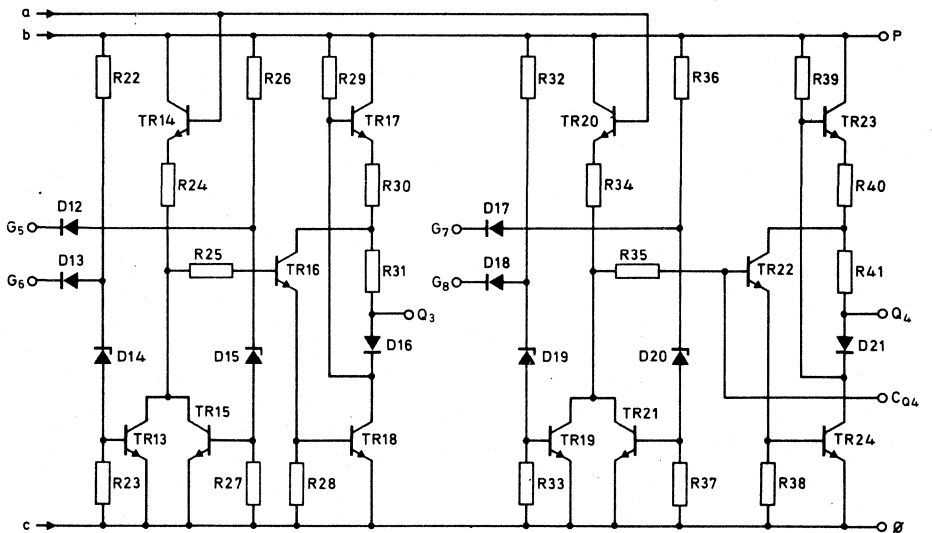 a
b P
R22 R26 R29 R32 R36 R39
TR14 TR17 TR20 TR23
R24 R30 R34 R40
D12 D17
G5 G7
D13 R25 TR16 R31 D18 R35 TR22 R41
G6 G8
Q3 Q4
D14 D15 D16 D19 D20 D21
CQ4
TR15 TR21
TR13 TR18 TR19 TR24
R23 R27 R28 R33 R37 R38
c Ø